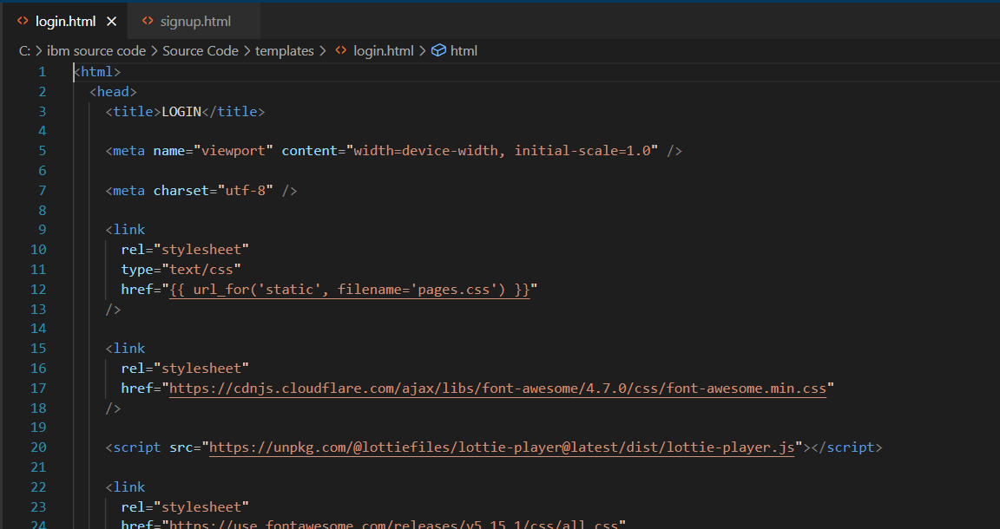 login.html
signup.html
C: > ibm source code > Source Code > templates > <> login.html > html
1 <html>
2 <head>
3 <title>LOGIN</title>
4
5 <meta name="viewport" content="width=device-width, initial-scale=1.0" />
6
7 <meta charset="utf-8" />
8
9 <link
10 rel="stylesheet"
11 type="text/css"
12 href="{{ url_for('static', filename='pages.css') }}"
13 />
14
15 <link
16 rel="stylesheet"
17 href="https://cdnjs.cloudflare.com/ajax/libs/font-awesome/4.7.0/css/font-awesome.min.css"
18 />
19
20 <script src="https://unpkg.com/@lottiefiles/lottie-player@latest/dist/lottie-player.js"></script>
21
22 <link
23 rel="stylesheet"
24 href="https://use.fontawesome.com/releases/v5.15.1/css/all.css"